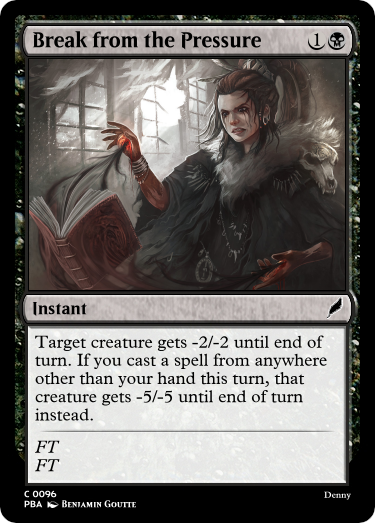 Break from the Pressure 1
Instant
Target creature gets -2/-2 until end of
turn. If you cast a spell from anywhere
other than your hand this turn, that
creature gets -5/-5 until end of turn
instead.
FT
FT
C 0096
Denny
PBA Benjamin Goutte